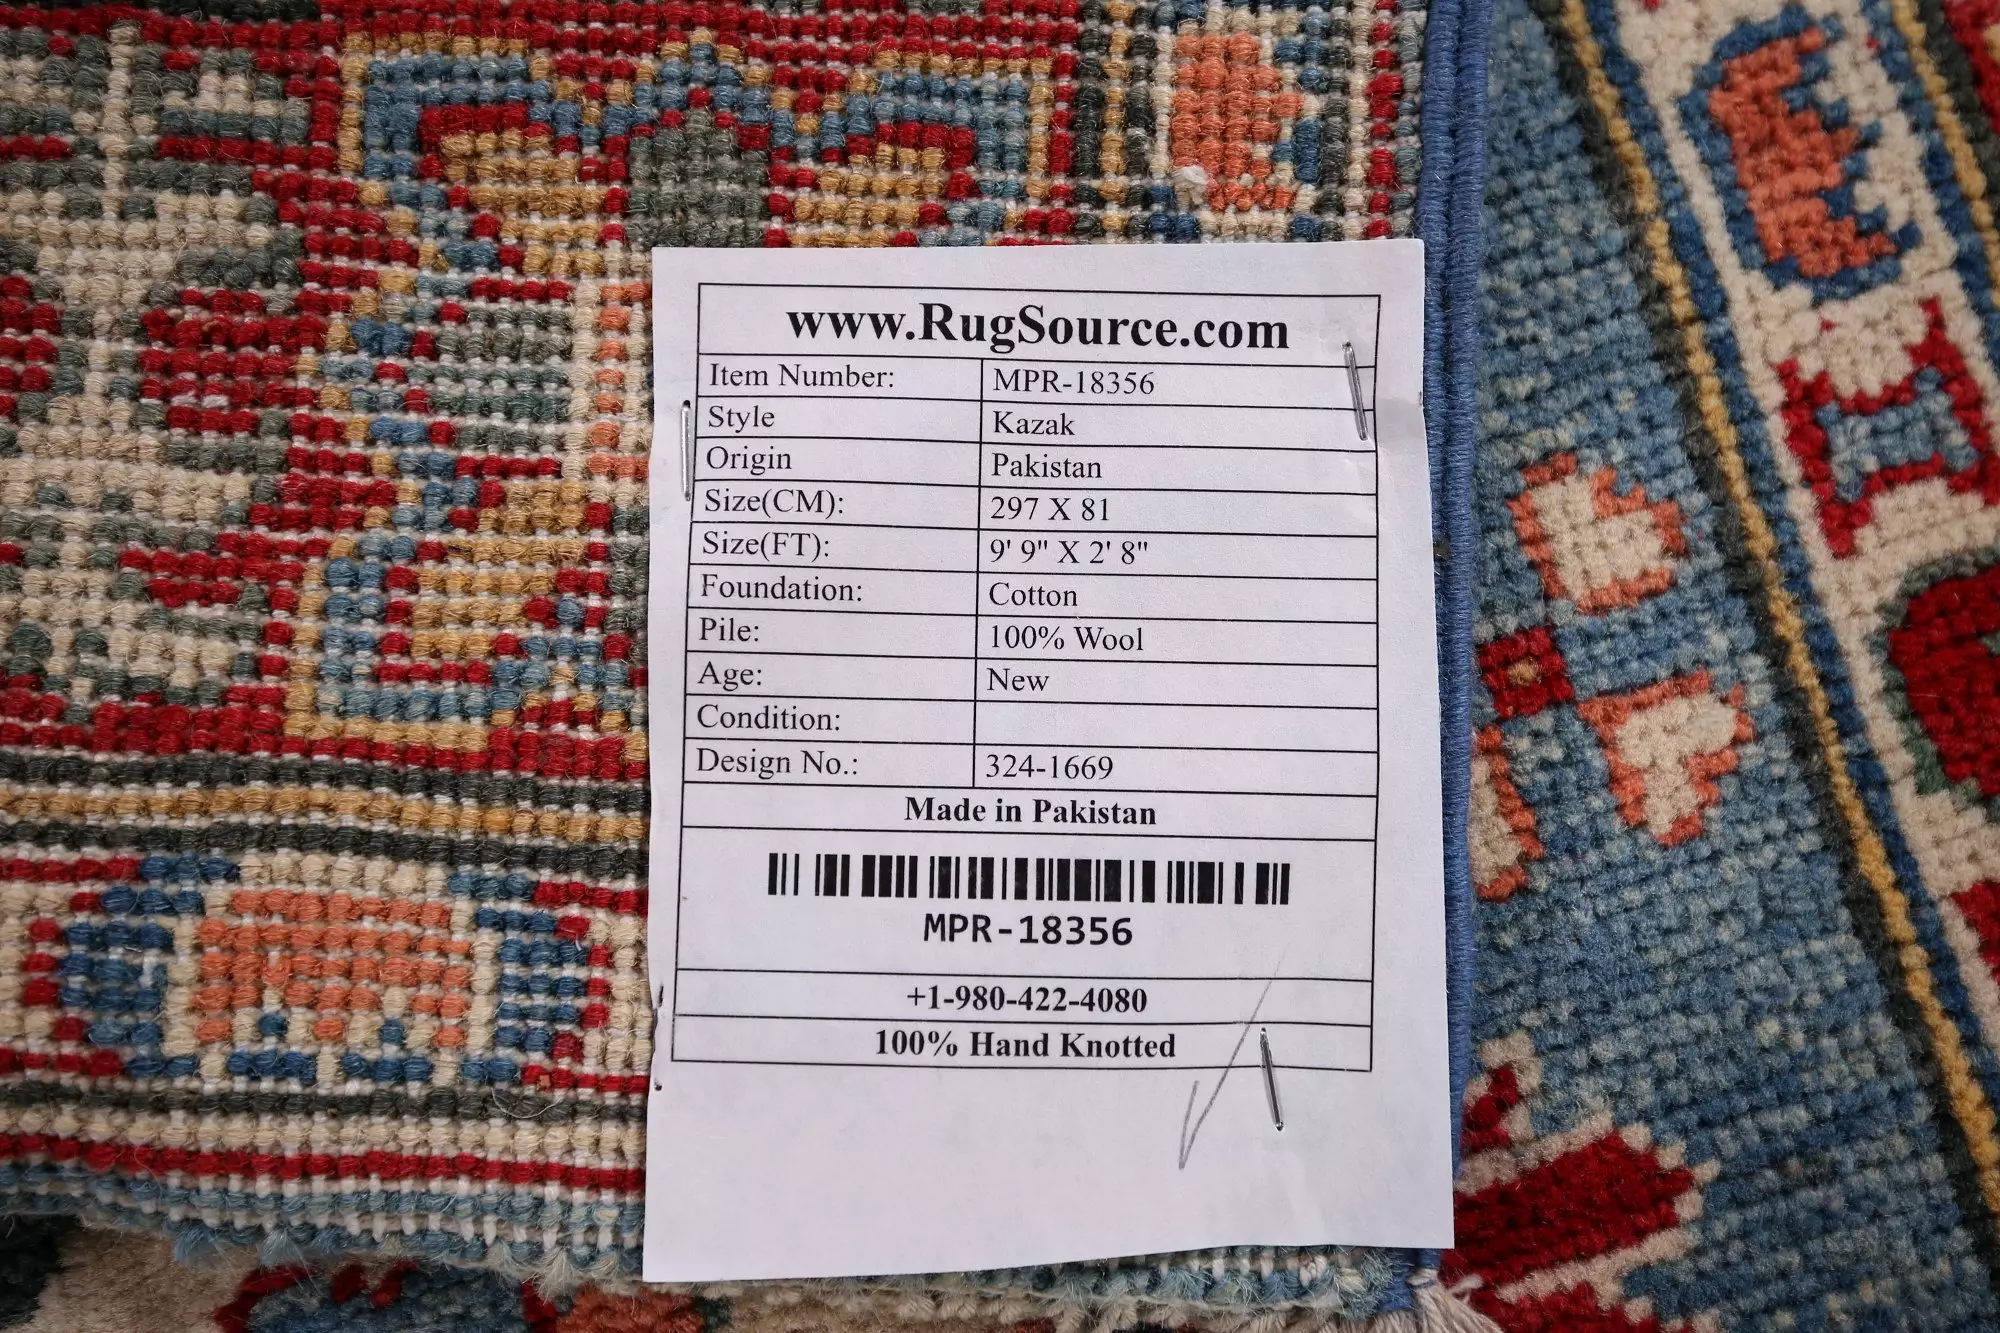 www.RugSource.com
Item Number: MPR-18356
Style Kazak
Origin Pakistan
Size(CM): 297 X 81
Size(FT): 9' 9" X 2' 8"
Foundation: Cotton
Pile: 100% Wool
Age: New
Condition:
Design No.: 324-1669
Made in Pakistan
MPR-18356
+1-980-422-4080
100% Hand Knotted